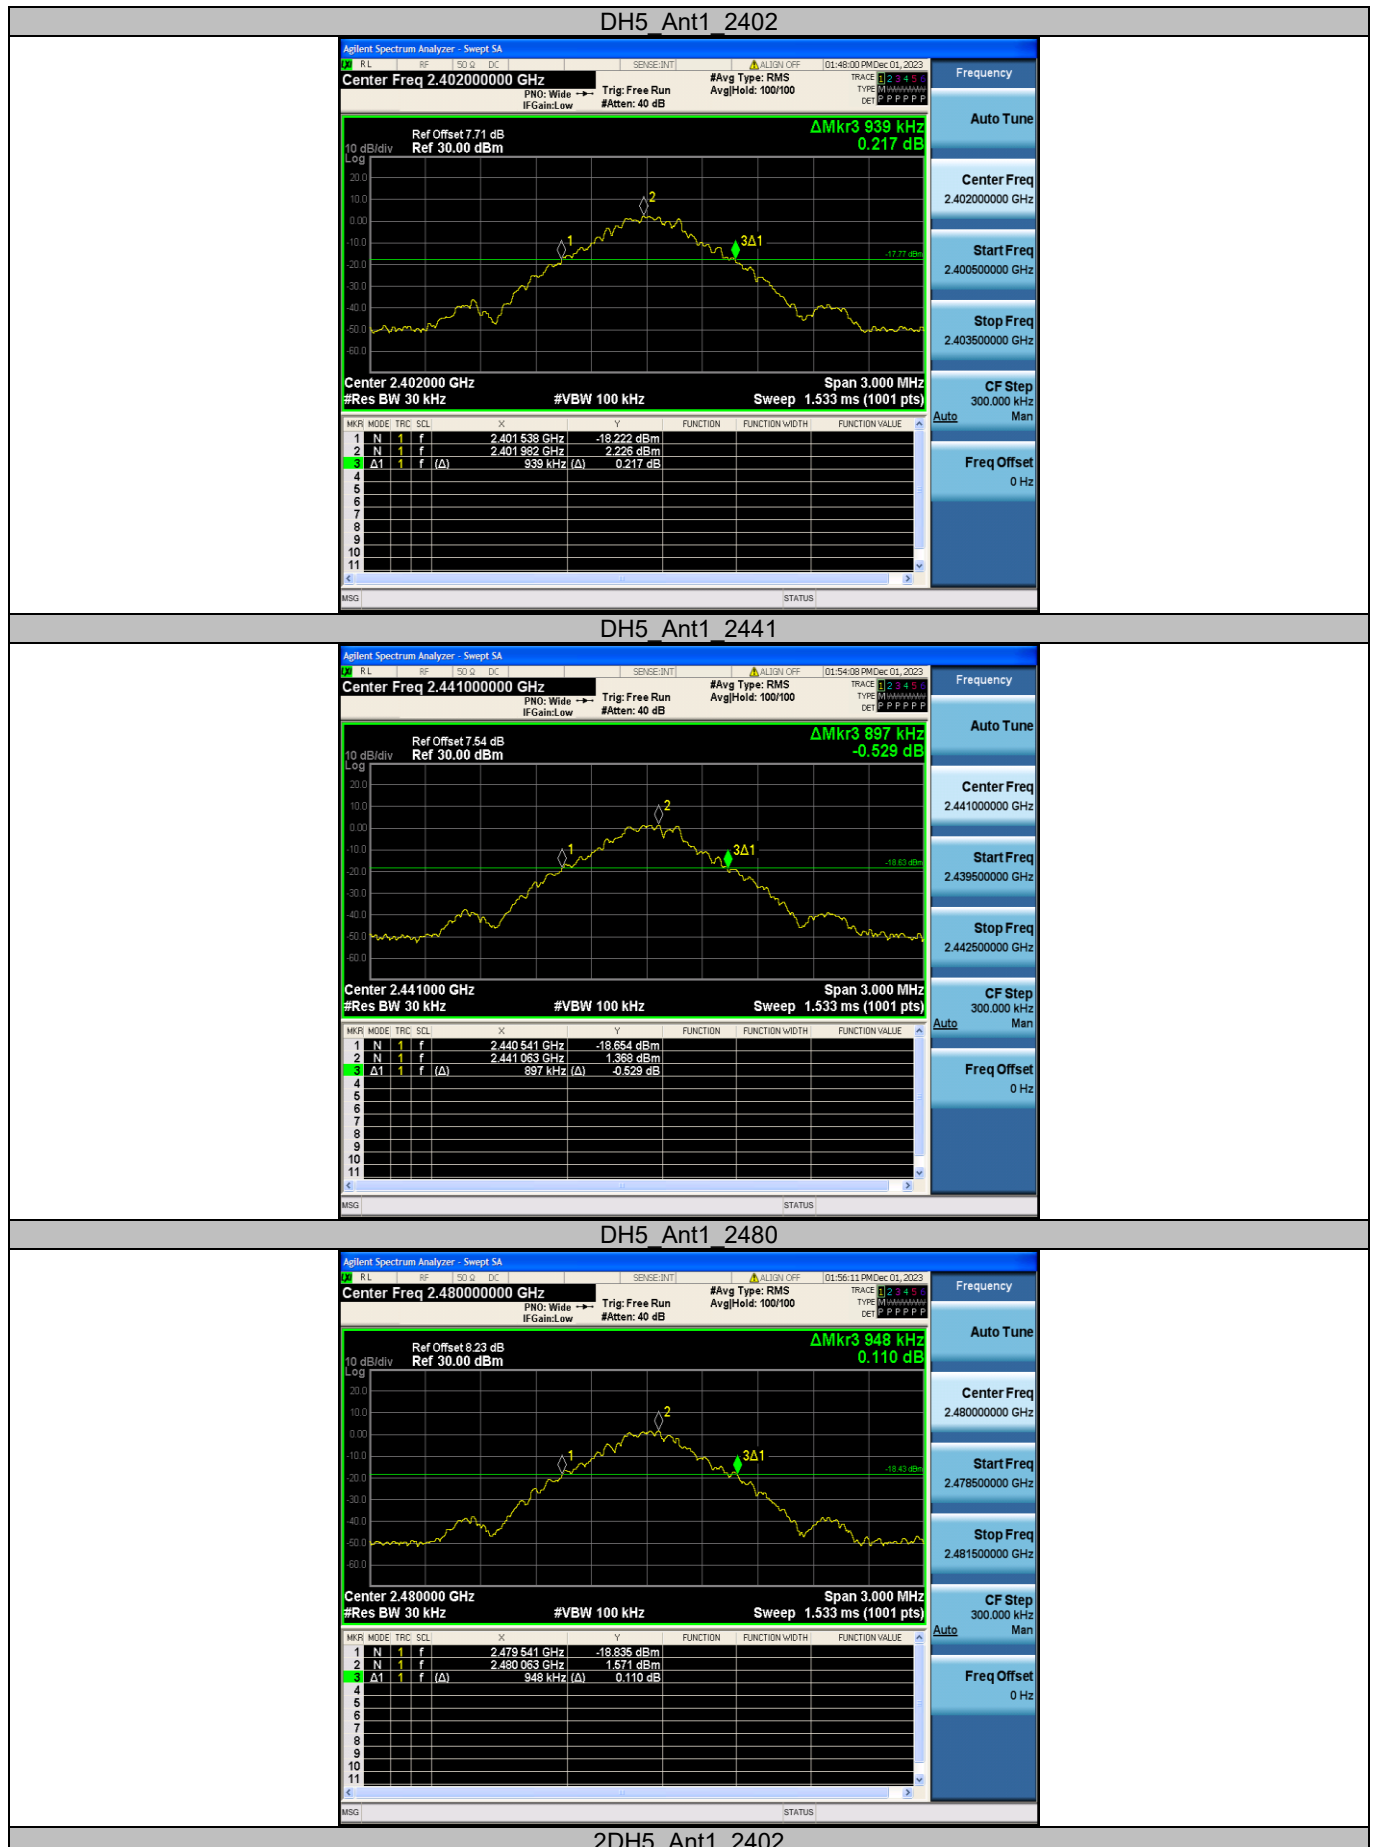 DH5_Ant1_2402
Agilent Spectrum Analyzer - Swept SA
RL RF 50 Ω DC SENSE:INT ALIGN OFF 01:48:00 PM Dec 01, 2023
Center Freq 2.402000000 GHz #Avg Type: RMS TRACE 1 2 3 4 5 6
PNO: Wide Trig: Free Run Avg|Hold: 100/100 TYPE M
IFGain:Low #Atten: 40 dB DET P P P P P P
Frequency
Auto Tune
ΔMkr3 939 kHz
Ref Offset 7.71 dB
10 dB/div Ref 30.00 dBm 0.217 dB
Log
20.0
10.0
0.00
-10.0
-20.0
-30.0
-40.0
-50.0
-60.0
1
2
3Δ1
-17.77 dBm
Center Freq
2.402000000 GHz
Start Freq
2.400500000 GHz
Stop Freq
2.403500000 GHz
Center 2.402000 GHz Span 3.000 MHz
#Res BW 30 kHz #VBW 100 kHz Sweep 1.533 ms (1001 pts)
CF Step
300.000 kHz
Auto Man
MKR MODE TRC SCL X Y FUNCTION FUNCTION WIDTH FUNCTION VALUE
1 N 1 f 2.401 538 GHz -18.222 dBm
2 N 1 f 2.401 982 GHz 2.226 dBm
3 Δ1 1 f (Δ) 939 kHz (Δ) 0.217 dB
4
5
6
7
8
9
10
11
Freq Offset
0 Hz
MSG STATUS
DH5_Ant1_2441
Agilent Spectrum Analyzer - Swept SA
RL RF 50 Ω DC SENSE:INT ALIGN OFF 01:54:08 PM Dec 01, 2023
Center Freq 2.441000000 GHz #Avg Type: RMS TRACE 1 2 3 4 5 6
PNO: Wide Trig: Free Run Avg|Hold: 100/100 TYPE M
IFGain:Low #Atten: 40 dB DET P P P P P P
Frequency
Auto Tune
ΔMkr3 897 kHz
Ref Offset 7.54 dB
10 dB/div Ref 30.00 dBm -0.529 dB
Log
20.0
10.0
0.00
-10.0
-20.0
-30.0
-40.0
-50.0
-60.0
1
2
3Δ1
-18.63 dBm
Center Freq
2.441000000 GHz
Start Freq
2.439500000 GHz
Stop Freq
2.442500000 GHz
Center 2.441000 GHz Span 3.000 MHz
#Res BW 30 kHz #VBW 100 kHz Sweep 1.533 ms (1001 pts)
CF Step
300.000 kHz
Auto Man
MKR MODE TRC SCL X Y FUNCTION FUNCTION WIDTH FUNCTION VALUE
1 N 1 f 2.440 541 GHz -18.654 dBm
2 N 1 f 2.441 063 GHz 1.368 dBm
3 Δ1 1 f (Δ) 897 kHz (Δ) -0.529 dB
4
5
6
7
8
9
10
11
Freq Offset
0 Hz
MSG STATUS
DH5_Ant1_2480
Agilent Spectrum Analyzer - Swept SA
RL RF 50 Ω DC SENSE:INT ALIGN OFF 01:56:11 PM Dec 01, 2023
Center Freq 2.480000000 GHz #Avg Type: RMS TRACE 1 2 3 4 5 6
PNO: Wide Trig: Free Run Avg|Hold: 100/100 TYPE M
IFGain:Low #Atten: 40 dB DET P P P P P P
Frequency
Auto Tune
ΔMkr3 948 kHz
Ref Offset 8.23 dB
10 dB/div Ref 30.00 dBm 0.110 dB
Log
20.0
10.0
0.00
-10.0
-20.0
-30.0
-40.0
-50.0
-60.0
1
2
3Δ1
-18.43 dBm
Center Freq
2.480000000 GHz
Start Freq
2.478500000 GHz
Stop Freq
2.481500000 GHz
Center 2.480000 GHz Span 3.000 MHz
#Res BW 30 kHz #VBW 100 kHz Sweep 1.533 ms (1001 pts)
CF Step
300.000 kHz
Auto Man
MKR MODE TRC SCL X Y FUNCTION FUNCTION WIDTH FUNCTION VALUE
1 N 1 f 2.479 541 GHz -18.835 dBm
2 N 1 f 2.480 063 GHz 1.571 dBm
3 Δ1 1 f (Δ) 948 kHz (Δ) 0.110 dB
4
5
6
7
8
9
10
11
Freq Offset
0 Hz
MSG STATUS
2DH5_Ant1_2402